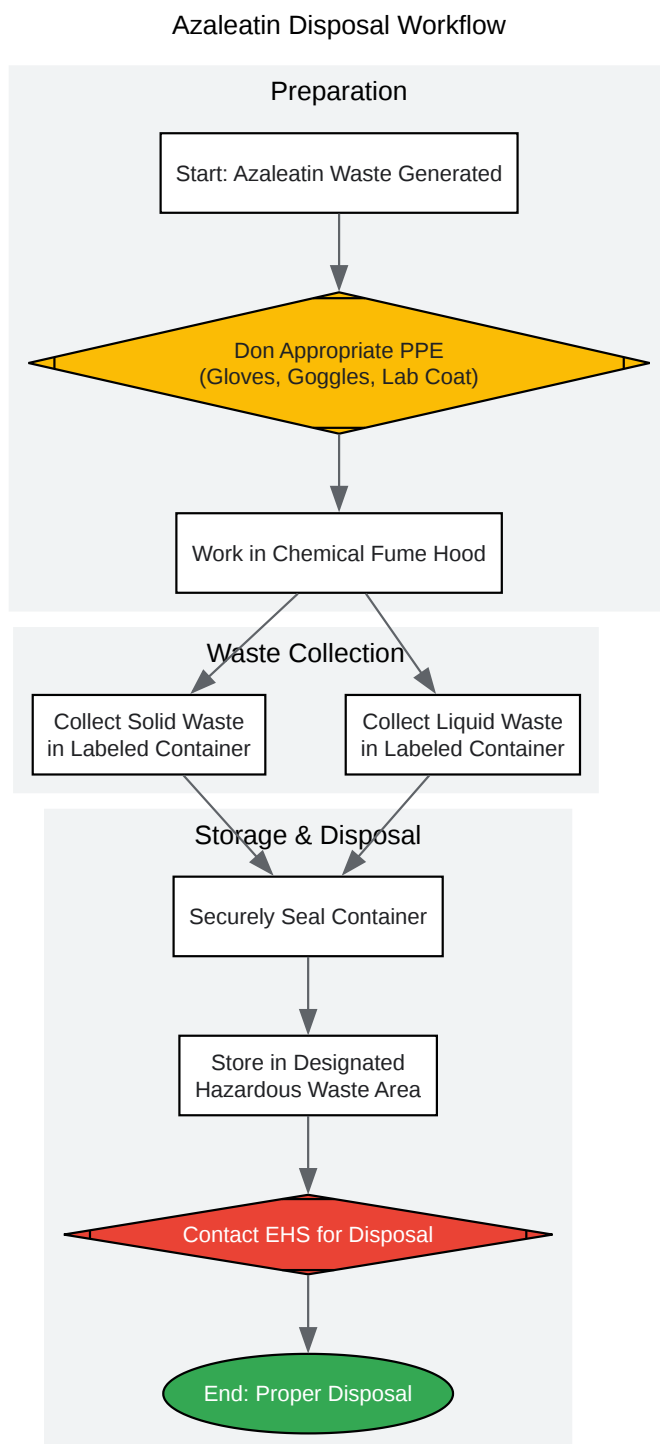 Azaleatin Disposal Workflow
Preparation
Start: Azaleatin Waste Generated
Don Appropriate PPE
(Gloves, Goggles, Lab Coat)
Work in Chemical Fume Hood
Waste Collection
Collect Solid Waste
in Labeled Container
Collect Liquid Waste
in Labeled Container
Storage & Disposal
Securely Seal Container
Store in Designated
Hazardous Waste Area
Contact EHS for Disposal
End: Proper Disposal